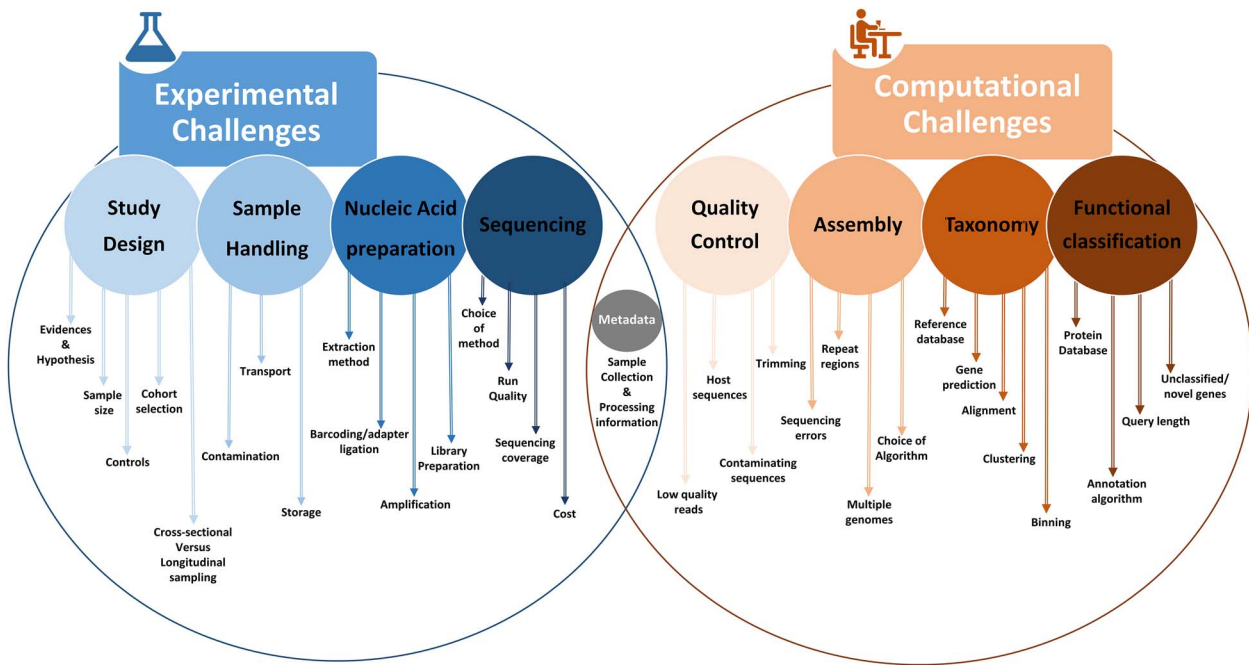 Experimental
Challenges
Computational
Challenges
Study
Design
Sample
Handling
Nucleic Acid
preparation
Sequencing
Quality
Control
Assembly
Taxonomy
Functional
classification
Evidences
&
Hypothesis
Sample
size
Controls
Cohort
selection
Cross-sectional
Versus
Longitudinal
sampling
Contamination
Transport
Storage
Extraction
method
Barcoding/adapter
ligation
Amplification
Library
Preparation
Choice
of
method
Run
Quality
Sequencing
coverage
Cost
Metadata
Sample
Collection
&
Processing
information
Low quality
reads
Host
sequences
Contaminating
sequences
Trimming
Sequencing
errors
Repeat
regions
Multiple
genomes
Choice of
Algorithm
Reference
database
Gene
prediction
Alignment
Clustering
Binning
Protein
Database
Annotation
algorithm
Query length
Unclassified/
novel genes